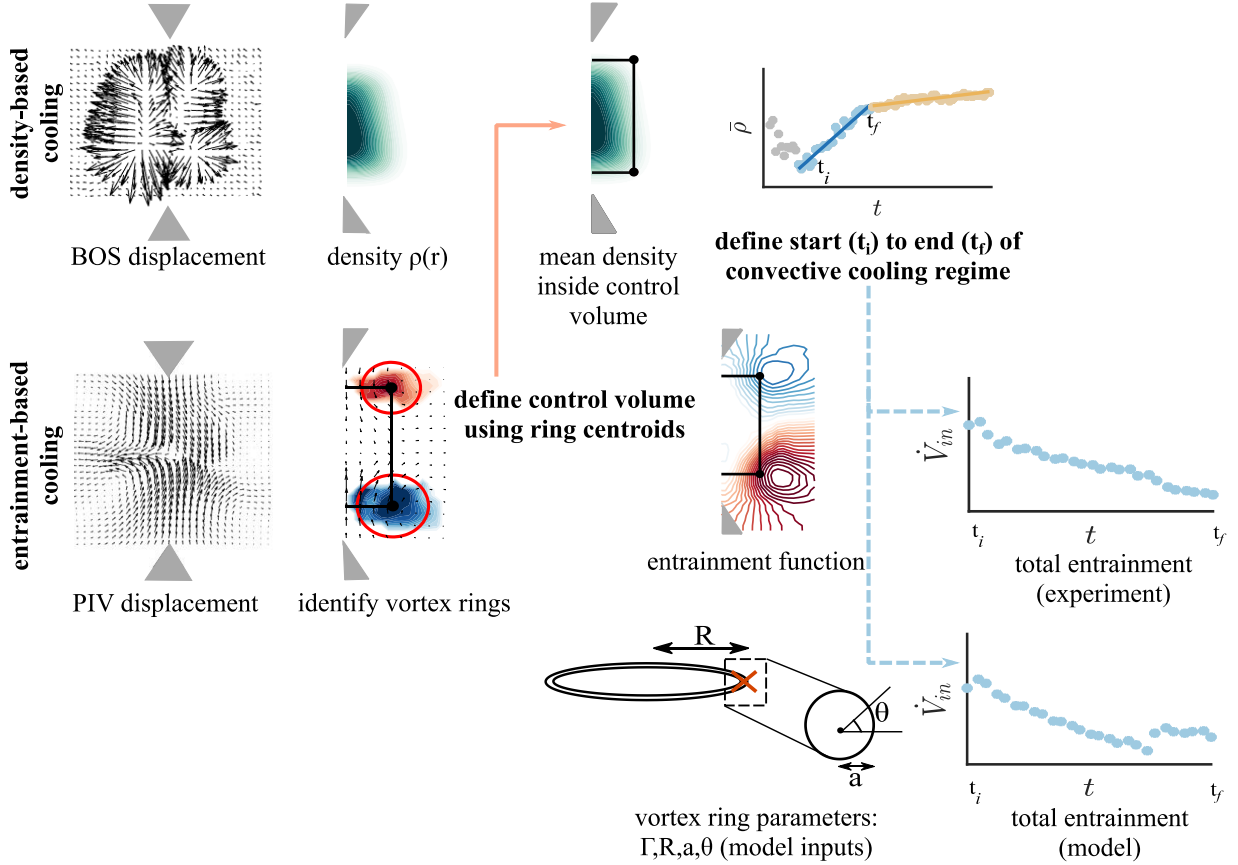 density-based
cooling
BOS displacement
density ρ(r)
mean density
inside control
volume
ρ̄
t_i
t_f
t
define start (t_i) to end (t_f) of
convective cooling regime
entrainment-based
cooling
PIV displacement
identify vortex rings
define control volume
using ring centroids
entrainment function
V̇_in
t_i
t
t_f
total entrainment
(experiment)
R
θ
a
vortex ring parameters:
Γ,R,a,θ (model inputs)
V̇_in
t_i
t
t_f
total entrainment
(model)